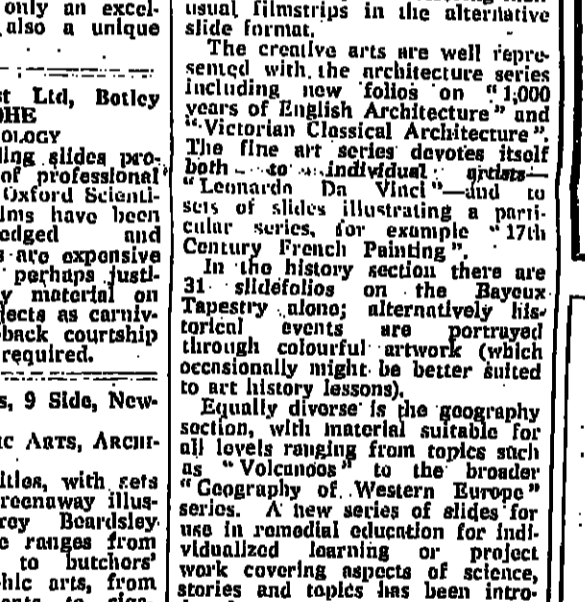 only an excel-
also a unique
st Ltd, Botley
OHE
OLOGY
ling slides pro-
of professional
Oxford Scienti-
ilms have been
edged and
s are expensive
perhaps justi-
y material on
jects as carniv-
back courtship
required.
s, 9 Side, New-
IC ARTS, ARCHI-
ities, with sets
reenaway illus-
rey Beardsley
e ranges from
to butchers'
hic arts, from
usual filmstrips in the alternative
slide format.
The creative arts are well repre-
sented with the architecture series
including new folios on "1,000
years of English Architecture" and
"Victorian Classical Architecture".
The fine art series devotes itself
both to individual artists—
"Leonardo Da Vinci"—and to
sets of slides illustrating a parti-
cular series, for example "17th
Century French Painting".
In the history section there are
31 slidefolios on the Bayeux
Tapestry alone; alternatively his-
torical events are portrayed
through colourful artwork (which
occasionally might be better suited
to art history lessons).
Equally diverse is the geography
section, with material suitable for
all levels ranging from topics such
as "Volcanoes" to the broader
"Geography of Western Europe"
series. A new series of slides for
use in remedial education for indi-
vidualized learning or project
work covering aspects of science,
stories and topics has been intro-